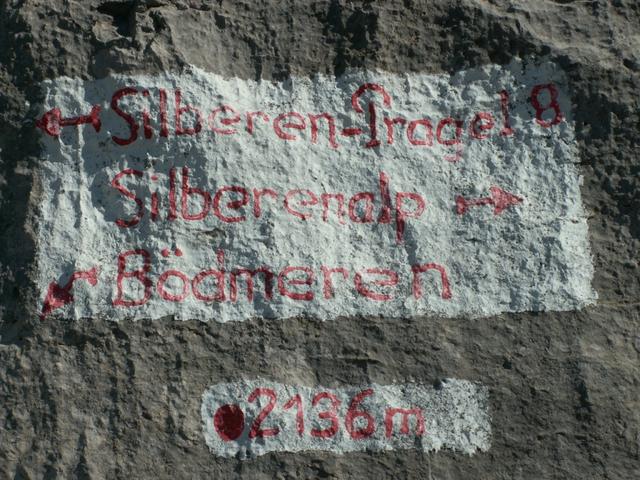 ← Silberen-Pragel 8
Silberenalp →
↙ Bödmeren
2136m